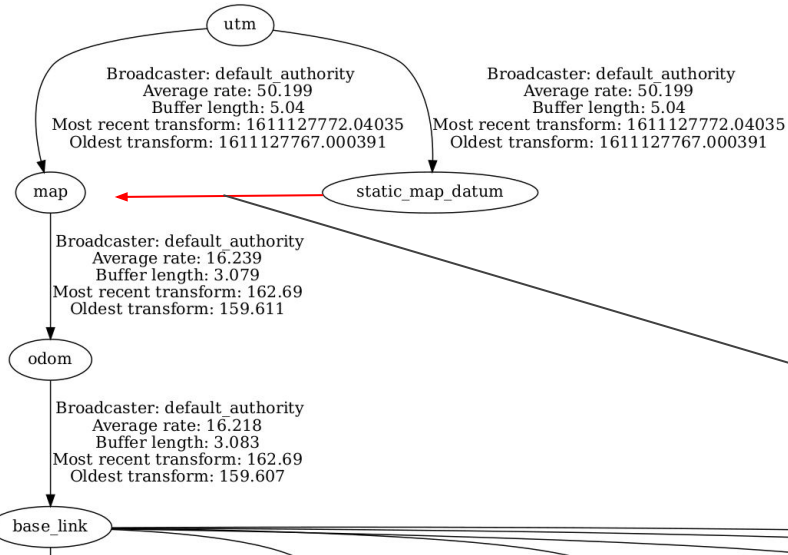 utm
Broadcaster: default_authority
Average rate: 50.199
Buffer length: 5.04
Most recent transform: 1611127772.04035
Oldest transform: 1611127767.000391
Broadcaster: default_authority
Average rate: 50.199
Buffer length: 5.04
Most recent transform: 1611127772.04035
Oldest transform: 1611127767.000391
map
static_map_datum
Broadcaster: default_authority
Average rate: 16.239
Buffer length: 3.079
Most recent transform: 162.69
Oldest transform: 159.611
odom
Broadcaster: default_authority
Average rate: 16.218
Buffer length: 3.083
Most recent transform: 162.69
Oldest transform: 159.607
base_link